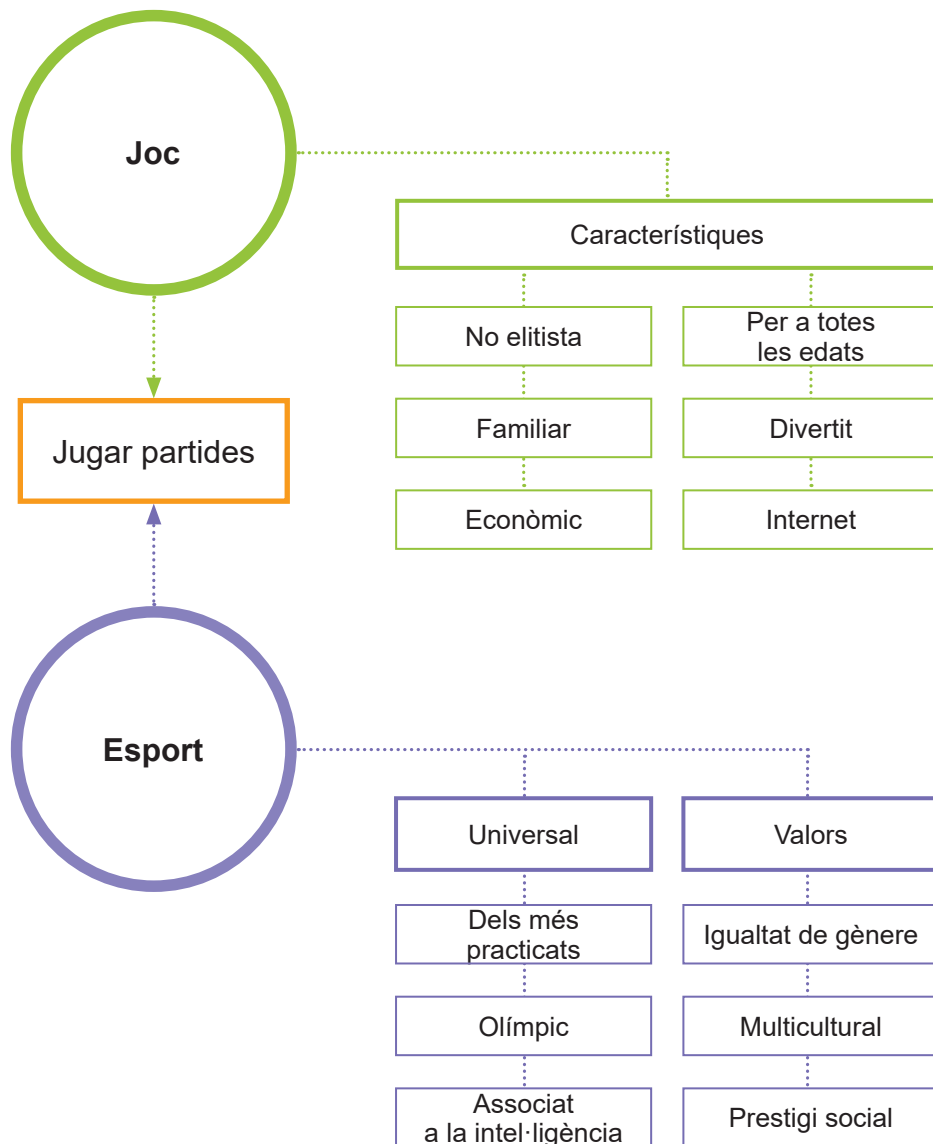 Joc
Característiques
No elitista
Per a totes
les edats
Familiar
Divertit
Econòmic
Internet
Jugar partides
Esport
Universal
Valors
Dels més
practicats
Igualtat de gènere
Olímpic
Multicultural
Associat
a la intel·ligència
Prestigi social